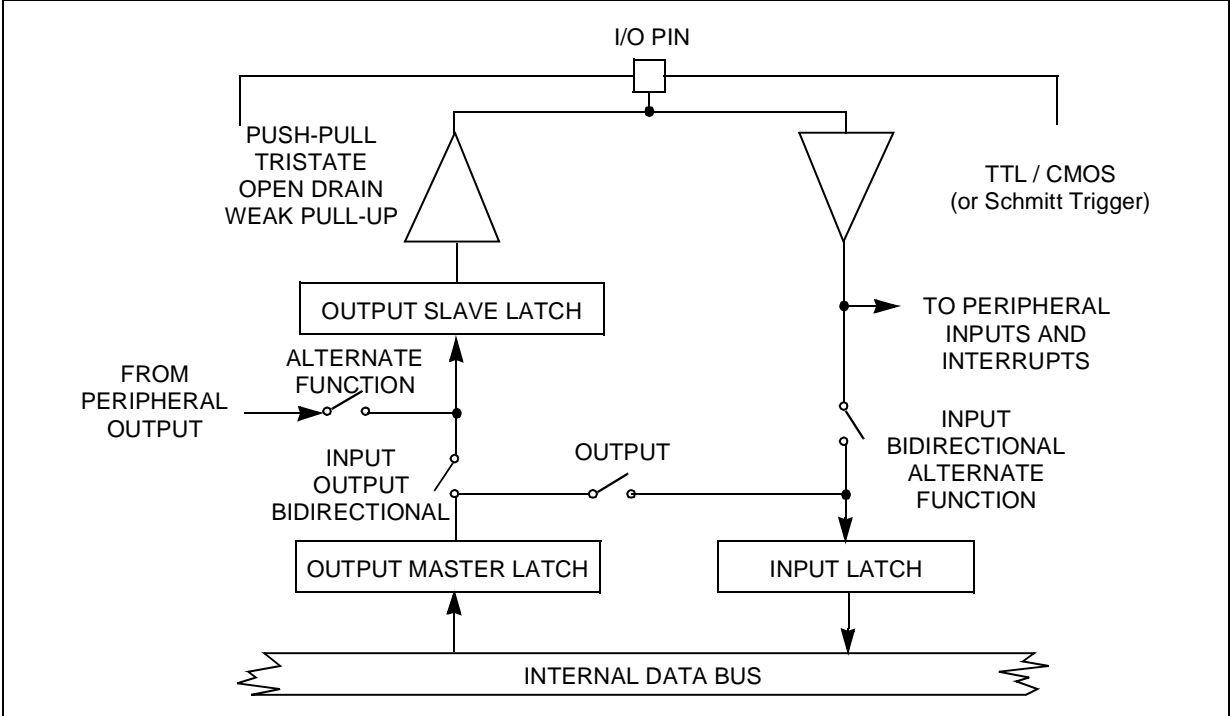 I/O PIN
PUSH-PULL
TRISTATE
OPEN DRAIN
WEAK PULL-UP
TTL / CMOS
(or Schmitt Trigger)
OUTPUT SLAVE LATCH
TO PERIPHERAL
INPUTS AND
INTERRUPTS
ALTERNATE
FUNCTION
FROM
PERIPHERAL
OUTPUT
INPUT
OUTPUT
BIDIRECTIONAL
OUTPUT
INPUT
BIDIRECTIONAL
ALTERNATE
FUNCTION
OUTPUT MASTER LATCH
INPUT LATCH
INTERNAL DATA BUS